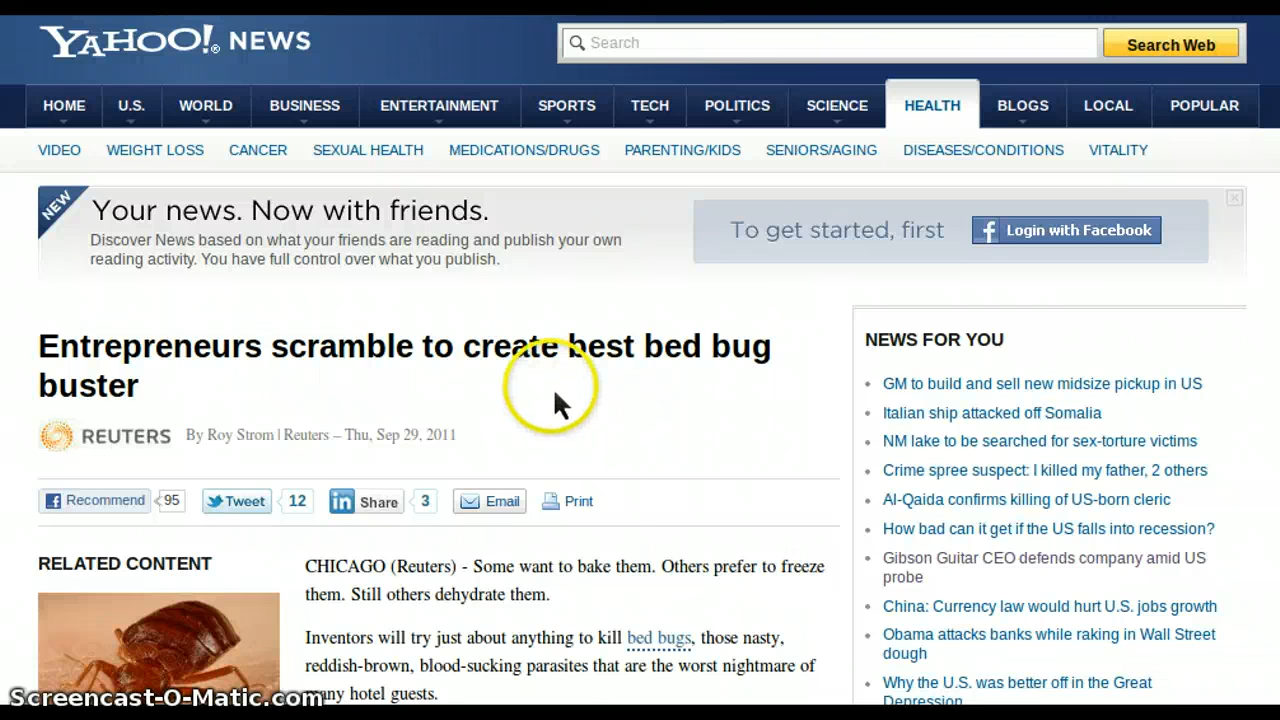 YAHOO! NEWS
Search
Search Web
HOME U.S. WORLD BUSINESS ENTERTAINMENT SPORTS TECH POLITICS SCIENCE HEALTH BLOGS LOCAL POPULAR
VIDEO WEIGHT LOSS CANCER SEXUAL HEALTH MEDICATIONS/DRUGS PARENTING/KIDS SENIORS/AGING DISEASES/CONDITIONS VITALITY
NEW
Your news. Now with friends.
Discover News based on what your friends are reading and publish your own
reading activity. You have full control over what you publish.
To get started, first
Login with Facebook
Entrepreneurs scramble to create best bed bug
buster
REUTERS By Roy Strom | Reuters – Thu, Sep 29, 2011
Recommend 95 Tweet 12 Share 3 Email Print
RELATED CONTENT
CHICAGO (Reuters) - Some want to bake them. Others prefer to freeze
them. Still others dehydrate them.
Inventors will try just about anything to kill bed bugs, those nasty,
reddish-brown, blood-sucking parasites that are the worst nightmare of
many hotel guests.
NEWS FOR YOU
GM to build and sell new midsize pickup in US
Italian ship attacked off Somalia
NM lake to be searched for sex-torture victims
Crime spree suspect: I killed my father, 2 others
Al-Qaida confirms killing of US-born cleric
How bad can it get if the US falls into recession?
Gibson Guitar CEO defends company amid US
probe
China: Currency law would hurt U.S. jobs growth
Obama attacks banks while raking in Wall Street
dough
Why the U.S. was better off in the Great
Depression
Screencast-O-Matic.com